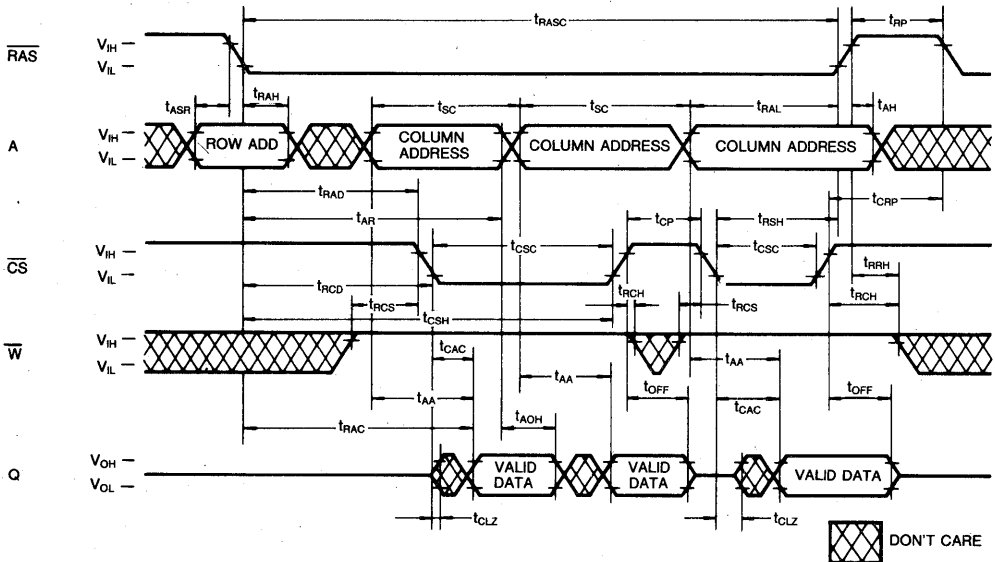 tRASC tRP
RAS VIH
VIL
tASR tRAH tSC tSC tRAL tAH
A VIH
VIL
ROW ADD COLUMN ADDRESS COLUMN ADDRESS COLUMN ADDRESS
tRAD tCRP
tAR tCP tRSH
CS VIH
VIL
tCSC tCSC
tRCD tRRH
tRCS tRCH tRCS tRCH
tCSH
W VIH
VIL
tCAC tAA
tAA tAA tOFF tCAC tOFF
tRAC tAOH
Q VOH
VOL
VALID DATA VALID DATA VALID DATA
tCLZ tCLZ
DON'T CARE